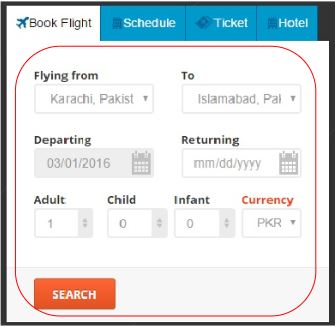 Book Flight Schedule Ticket Hotel
Flying from To
Karachi, Pakist Islamabad, Pal
Departing Returning
03/01/2016 mm/dd/yyyy
Adult Child Infant Currency
1 0 0 PKR
SEARCH